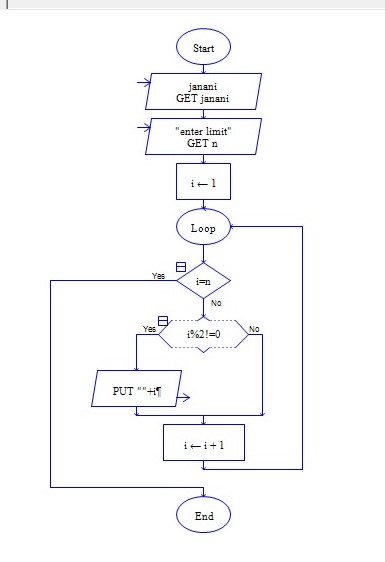 Start
janani
GET janani
"enter limit"
GET n
i ← 1
Loop
Yes
i=n
No
Yes
i%2!=0
No
PUT ""+i¶
i ← i + 1
End